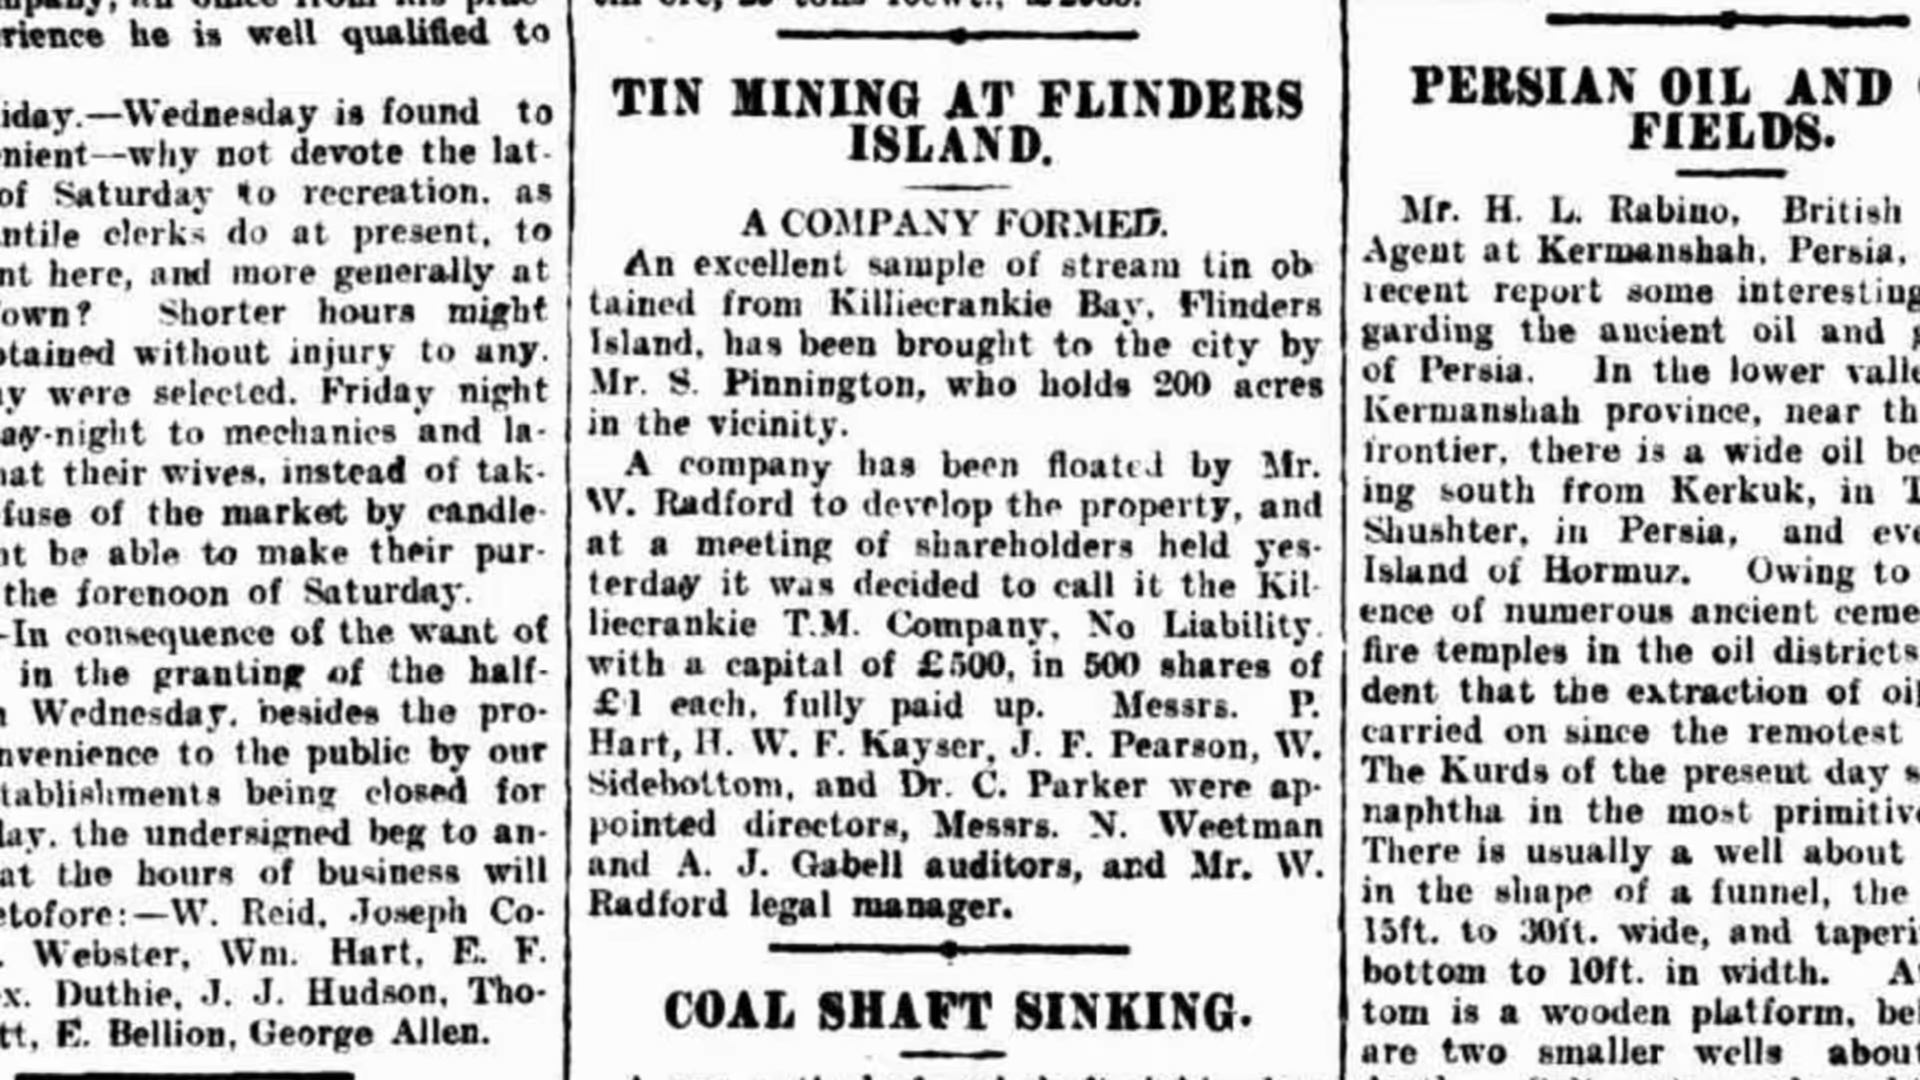 rience he is well qualified to
iday.—Wednesday is found to
nient—why not devote the lat-
of Saturday to recreation, as
ntile clerks do at present, to
nt here, and more generally at
own? Shorter hours might
tained without injury to any.
y were selected. Friday night
ay-night to mechanics and la-
hat their wives, instead of tak-
fuse of the market by candle-
ht be able to make their pur-
the forenoon of Saturday.
-In consequence of the want of
in the granting of the half-
Wednesday, besides the pro-
nvenience to the public by our
tablishments being closed for
day, the undersigned beg to an-
at the hours of business will
etofore:—W. Reid, Joseph Co-
. Webster, Wm. Hart, E. F.
x. Duthie, J. J. Hudson, Tho-
tt, E. Bellion, George Allen.
TIN MINING AT FLINDERS
ISLAND.
A COMPANY FORMED.
An excellent sample of stream tin ob
tained from Killiecrankie Bay, Flinders
Island, has been brought to the city by
Mr. S. Pinnington, who holds 200 acres
in the vicinity.
A company has been floated by Mr.
W. Radford to develop the property, and
at a meeting of shareholders held yes-
terday it was decided to call it the Kil-
liecrankie T.M. Company, No Liability.
with a capital of £500, in 500 shares of
£1 each, fully paid up. Messrs. P.
Hart, H. W. F. Kayser, J. F. Pearson, W.
Sidebottom, and Dr. C. Parker were ap-
pointed directors, Messrs. N. Weetman
and A. J. Gabell auditors, and Mr. W.
Radford legal manager.
COAL SHAFT SINKING.
PERSIAN OIL AND
FIELDS.
Mr. H. L. Rabino, British
Agent at Kermanshah, Persia,
recent report some interesting
garding the ancient oil and
of Persia. In the lower valle
Kermanshah province, near th
frontier, there is a wide oil be
ing south from Kerkuk, in T
Shushter, in Persia, and eve
Island of Hormuz. Owing to
ence of numerous ancient ceme
fire temples in the oil districts
dent that the extraction of oil
carried on since the remotest
The Kurds of the present day s
naphtha in the most primitive
There is usually a well about
in the shape of a funnel, the
15ft. to 30ft. wide, and taperi
bottom to 10ft. in width. A
tom is a wooden platform, bel
are two smaller wells about